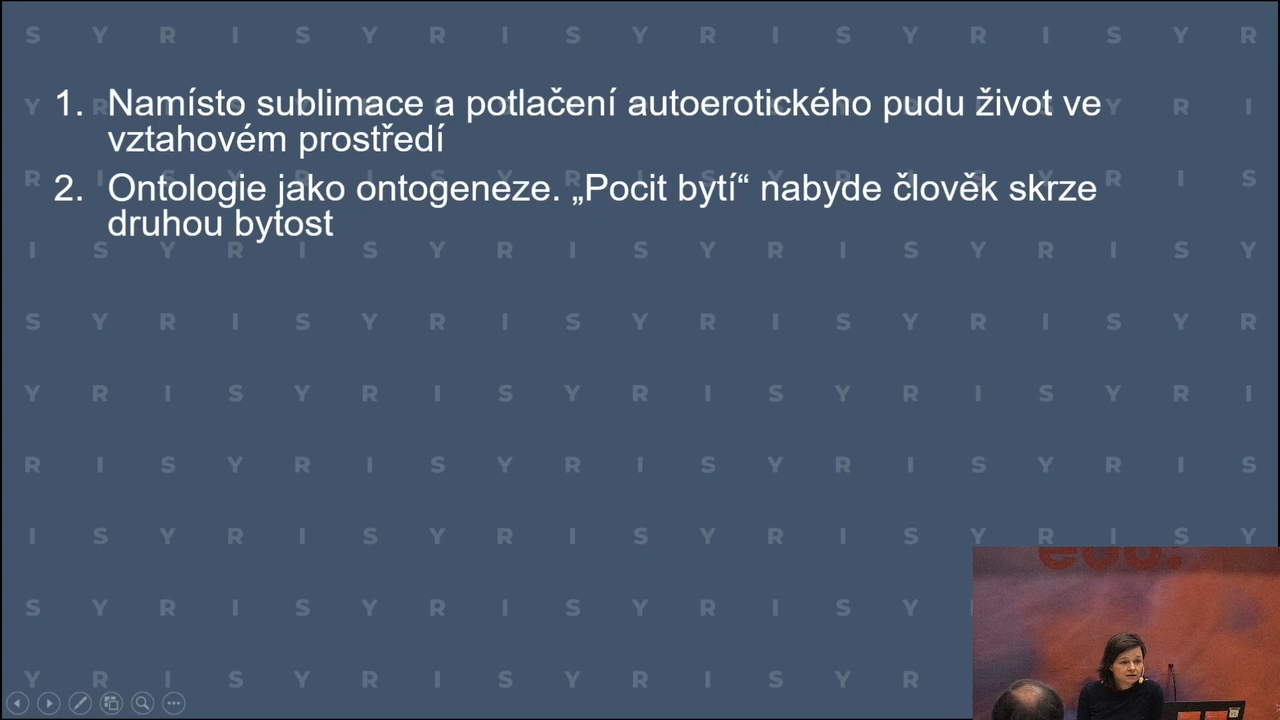 S Y R I S Y R I S Y R I S Y R I S Y R
1. Namísto sublimace a potlačení autoerotického pudu život ve
vztahovém prostředí
2. Ontologie jako ontogeneze. „Pocit bytí“ nabyde člověk skrze
druhou bytost
I S Y R I S Y R I S Y R I S Y R I S Y
S Y R I S Y R I S Y R I S Y R I S Y R
Y R I S Y R I S Y R I S Y R I S Y R I
R I S Y R I S Y R I S Y R I S Y R I S
I S Y R I S Y R I S Y R I S Y R I S Y
S Y R I S Y R I S Y R I S Y
Y R I S Y R I S Y R I S Y R